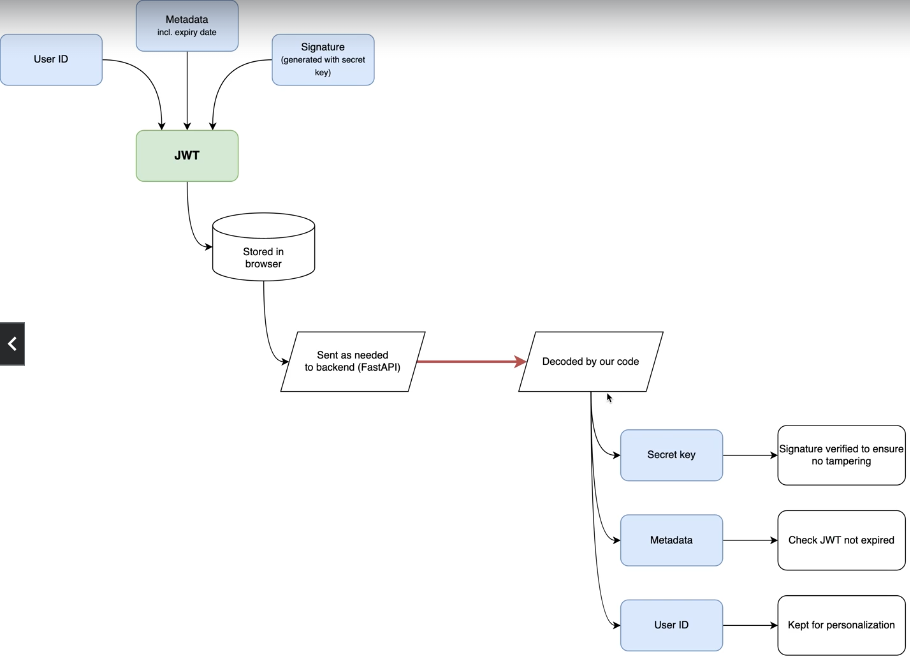 Metadata
incl. expiry date
User ID
Signature
(generated with secret
key)
JWT
Stored in
browser
Sent as needed
to backend (FastAPI)
Decoded by our code
Secret key
Signature verified to ensure
no tampering
Metadata
Check JWT not expired
User ID
Kept for personalization